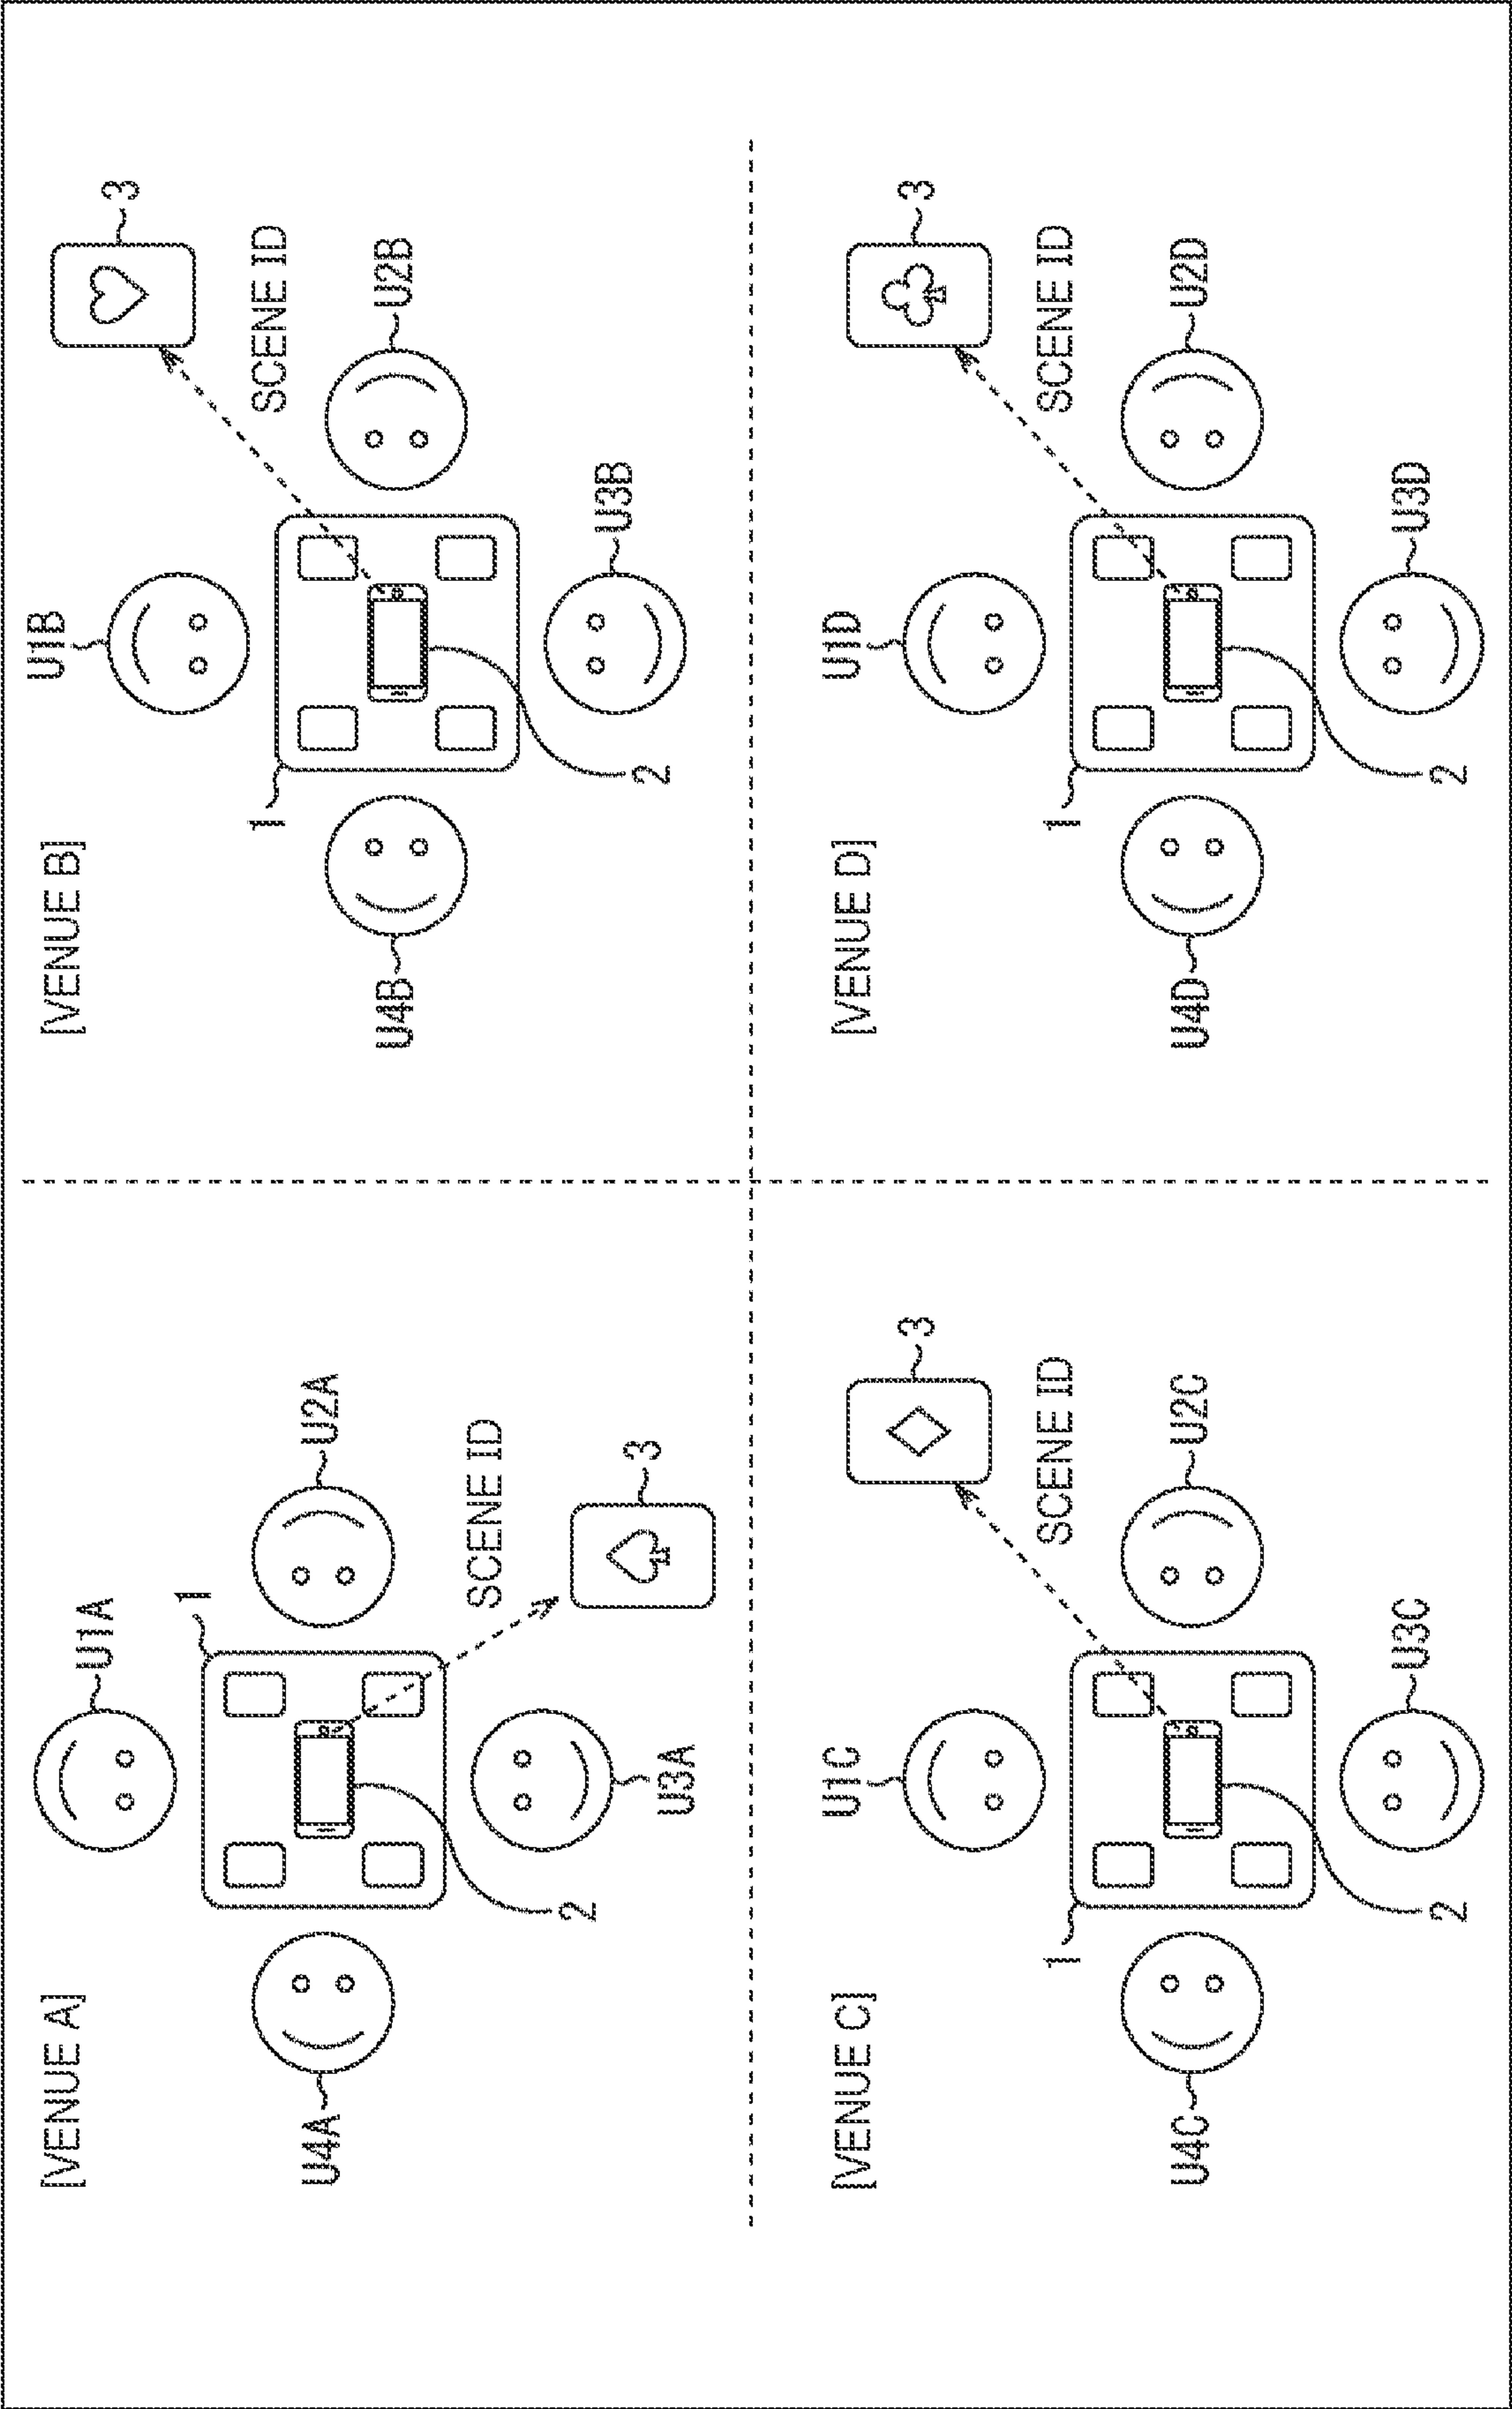 [VENUE A]
U1A
1
U2A
U4A
SCENE ID
2
U3A
3
[VENUE B]
U1B
3
1
SCENE ID
U4B
U2B
2
U3B
[VENUE C]
U1C
3
1
SCENE ID
U4C
U2C
2
U3C
[VENUE D]
U1D
3
1
SCENE ID
U4D
U2D
2
U3D